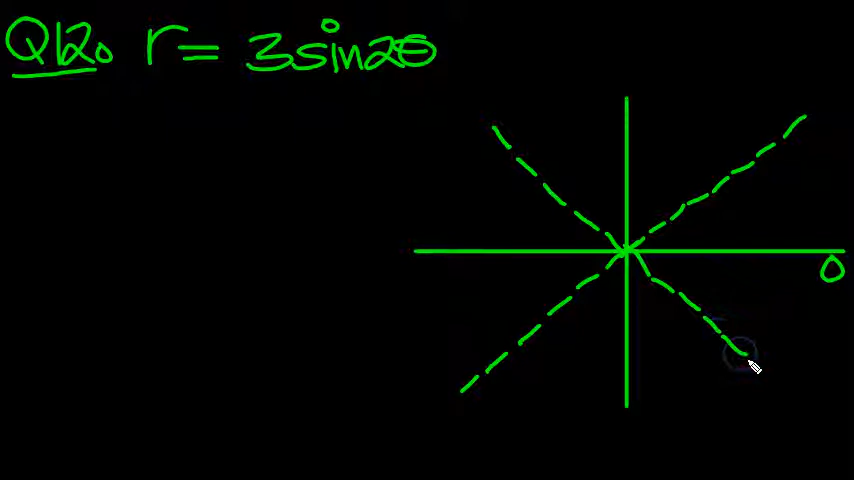 Q12. r = 3sin2θ
0